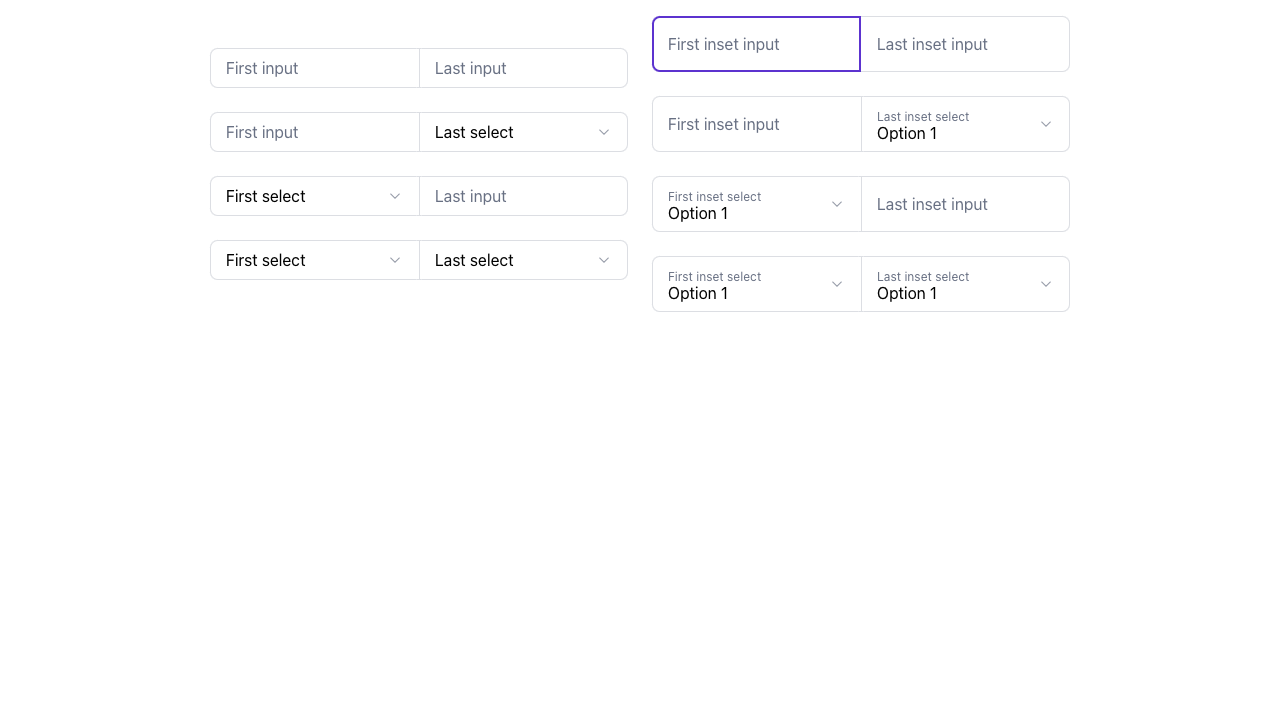 First input
Last input
First input
Last select
First select
Last input
First select
Last select
First inset input
Last inset input
First inset input
Last inset select
Option 1
First inset select
Option 1
Last inset input
First inset select
Option 1
Last inset select
Option 1